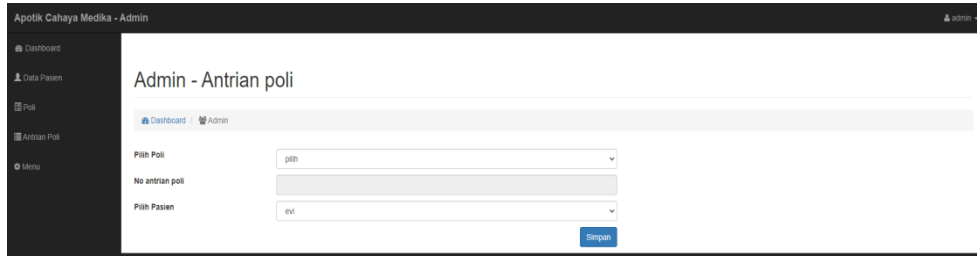 Apotik Cahaya Medika - Admin
admin
Dashboard
Data Pasien
Poli
Antrian Poli
Menu
Admin - Antrian poli
Dashboard / Admin
Pilih Poli
pilih
No antrian poli
Pilih Pasien
evi
Simpan